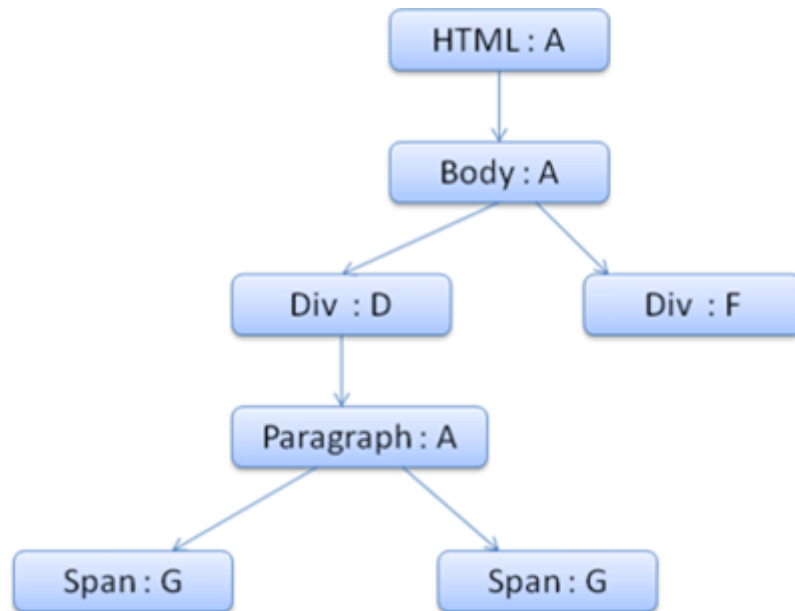 HTML : A
Body : A
Div : D
Div : F
Paragraph : A
Span : G
Span : G